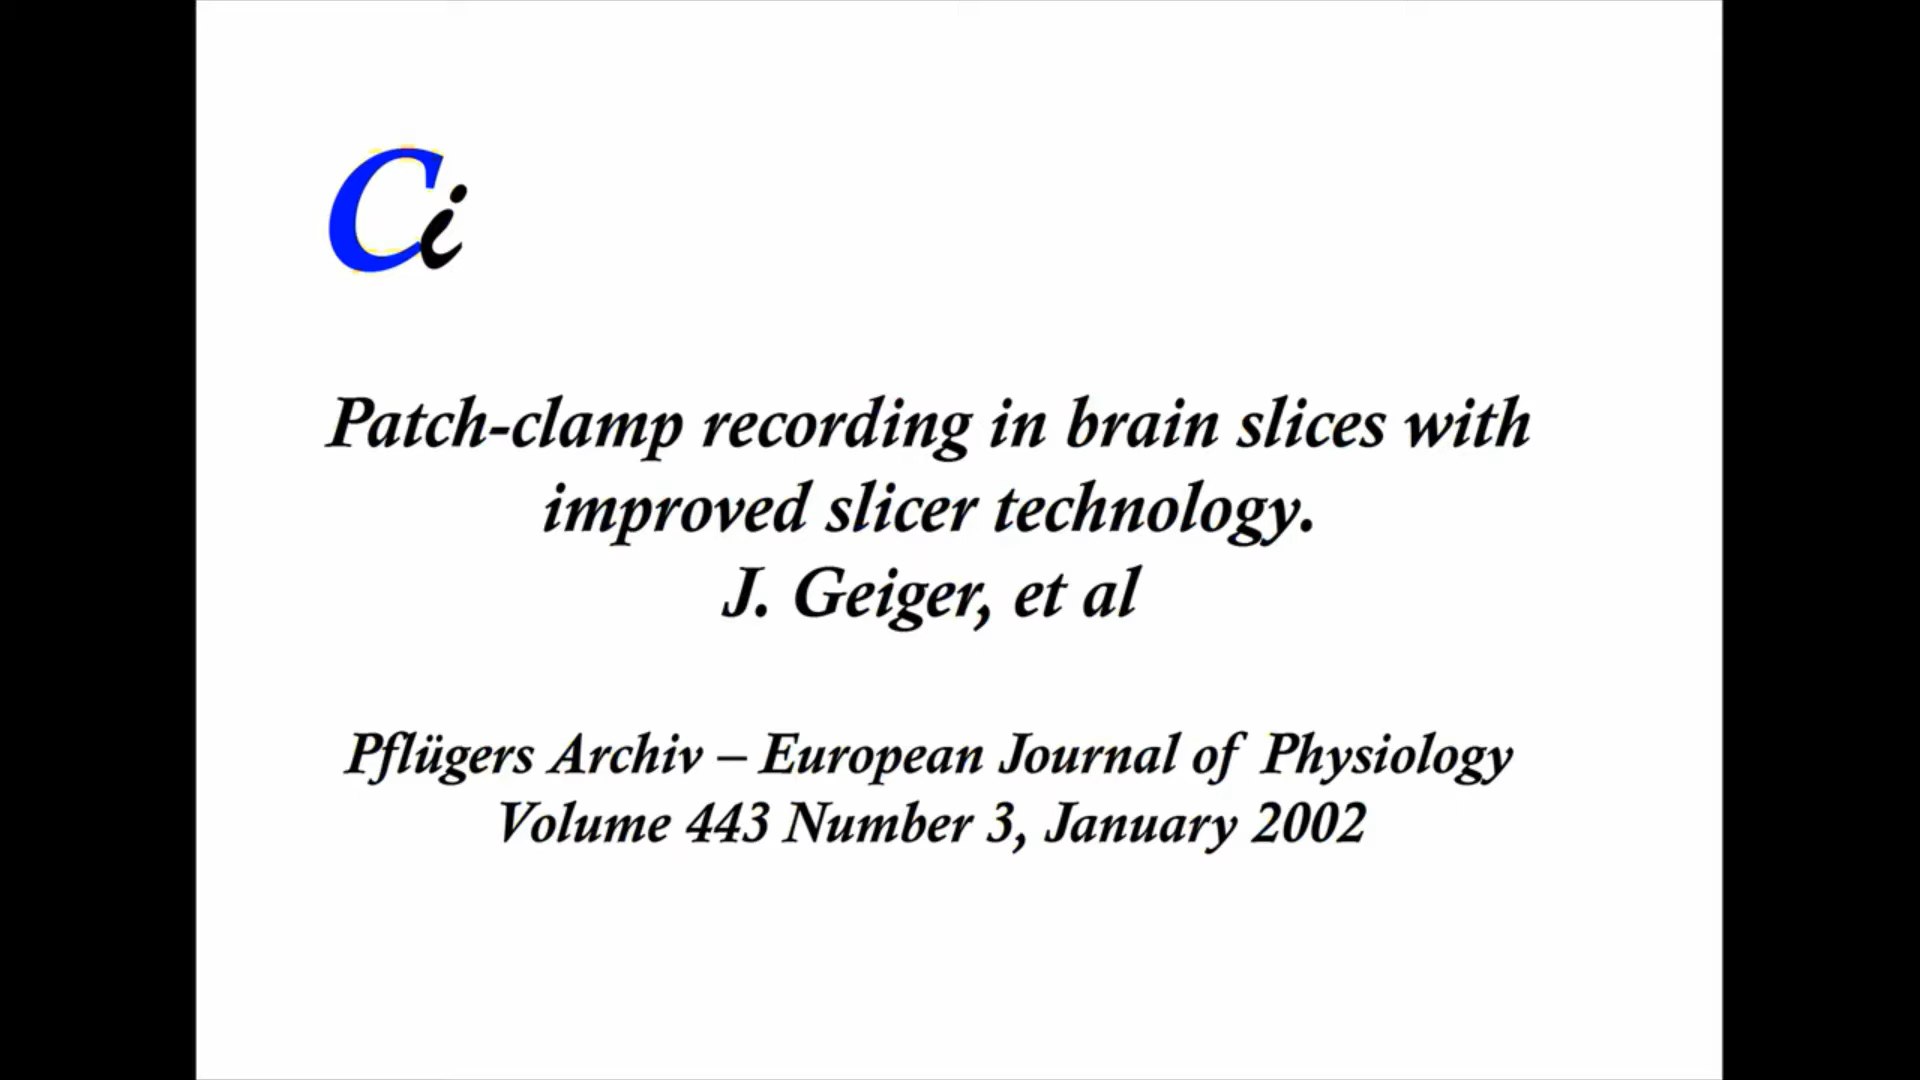 Ci
Patch-clamp recording in brain slices with
improved slicer technology.
J. Geiger, et al
Pflügers Archiv – European Journal of Physiology
Volume 443 Number 3, January 2002